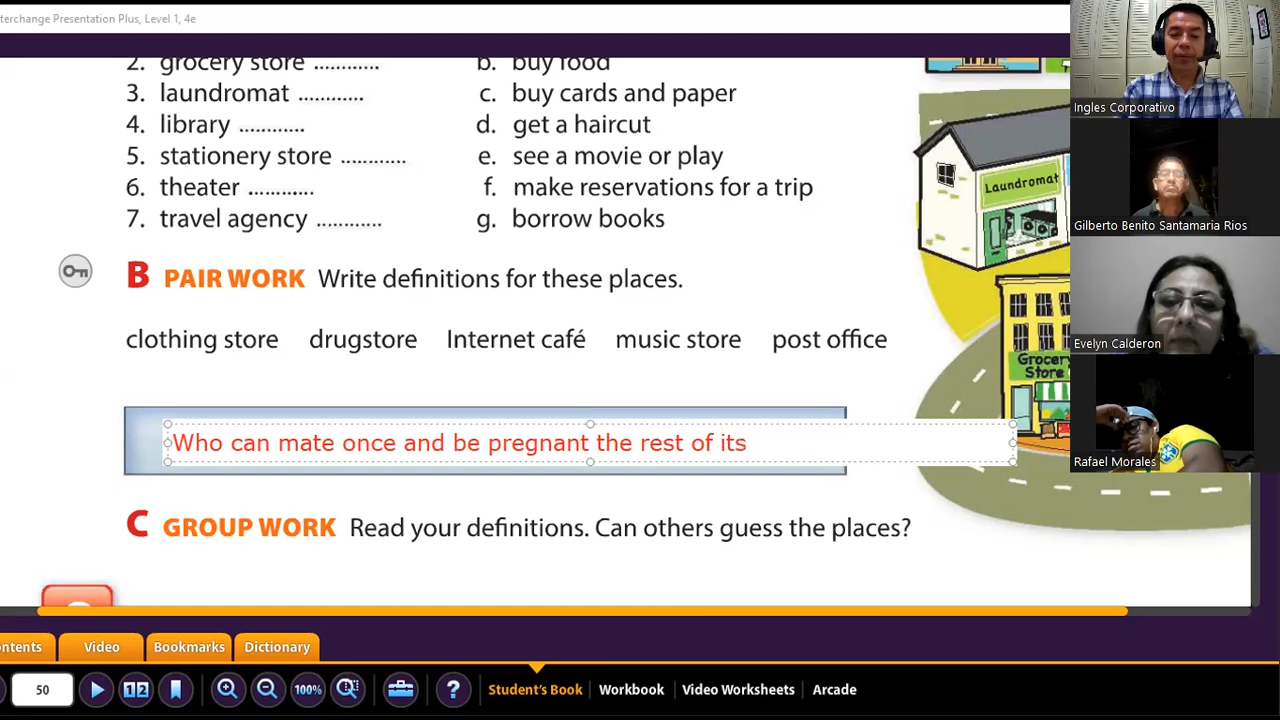 nterchange Presentation Plus, Level 1, 4e
Ingles Corporativo
2. grocery store ........... b. buy food
3. laundromat ............ c. buy cards and paper
4. library ............ d. get a haircut
5. stationery store ............ e. see a movie or play
6. theater ............ f. make reservations for a trip
7. travel agency ............ g. borrow books
Laundromat
Gilberto Benito Santamaria Rios
B PAIR WORK Write definitions for these places.
clothing store drugstore Internet café music store post office
Evelyn Calderon
Grocery
Store
Who can mate once and be pregnant the rest of its
Rafael Morales
C GROUP WORK Read your definitions. Can others guess the places?
ntents Video Bookmarks Dictionary
50 12 100% ? Student's Book Workbook Video Worksheets Arcade